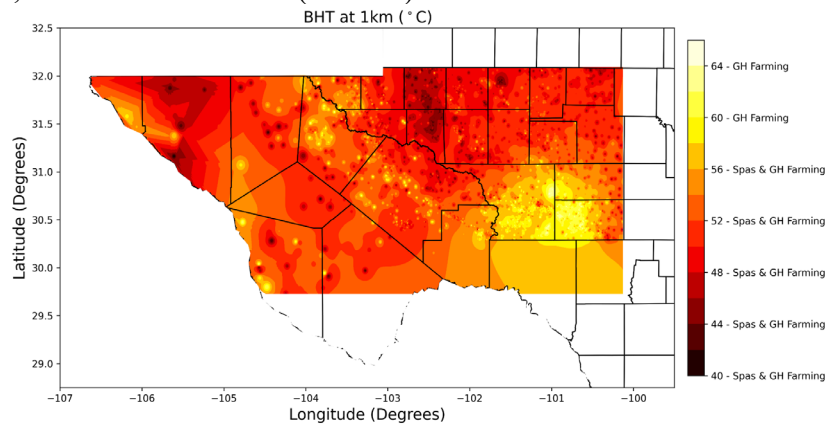 BHT at 1km (°C)
32.5
32.0
31.5
31.0
30.5
30.0
29.5
29.0
Latitude (Degrees)
−107
−106
−105
−104
−103
−102
−101
−100
Longitude (Degrees)
64 - GH Farming
60 - GH Farming
56 - Spas & GH Farming
52 - Spas & GH Farming
48 - Spas & GH Farming
44 - Spas & GH Farming
40 - Spas & GH Farming